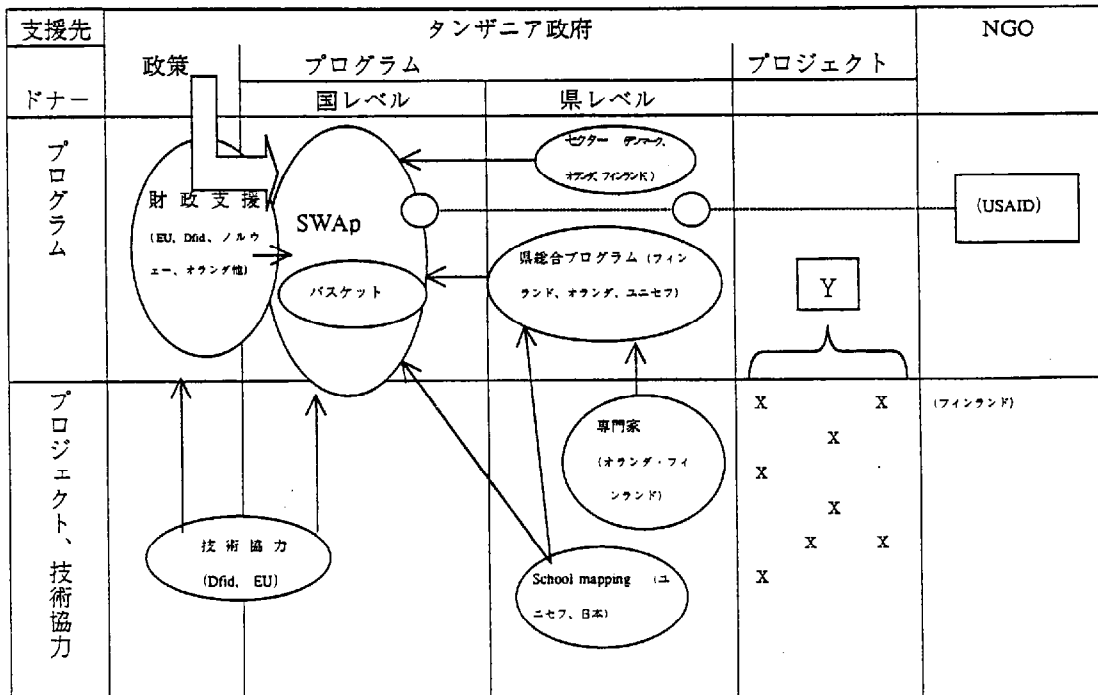 支援先
タンザニア政府
NGO
政策
プログラム
プロジェクト
ドナー
国レベル
県レベル
プログラム
セクター デンマーク、
オランダ、フィンランド)
財政支援
(EU、Dfid、ノルウ
ェー、オランダ他)
SWAp
バスケット
(USAID)
県総合プログラム (フィン
ランド、オランダ、ユニセフ)
Y
プロジェクト、技術協力
専門家
(オランダ・フィ
ンランド)
X X
X
X
X
X X
X
(フィンランド)
技術協力
(Dfid、EU)
School mapping (ユ
ニセフ、日本)